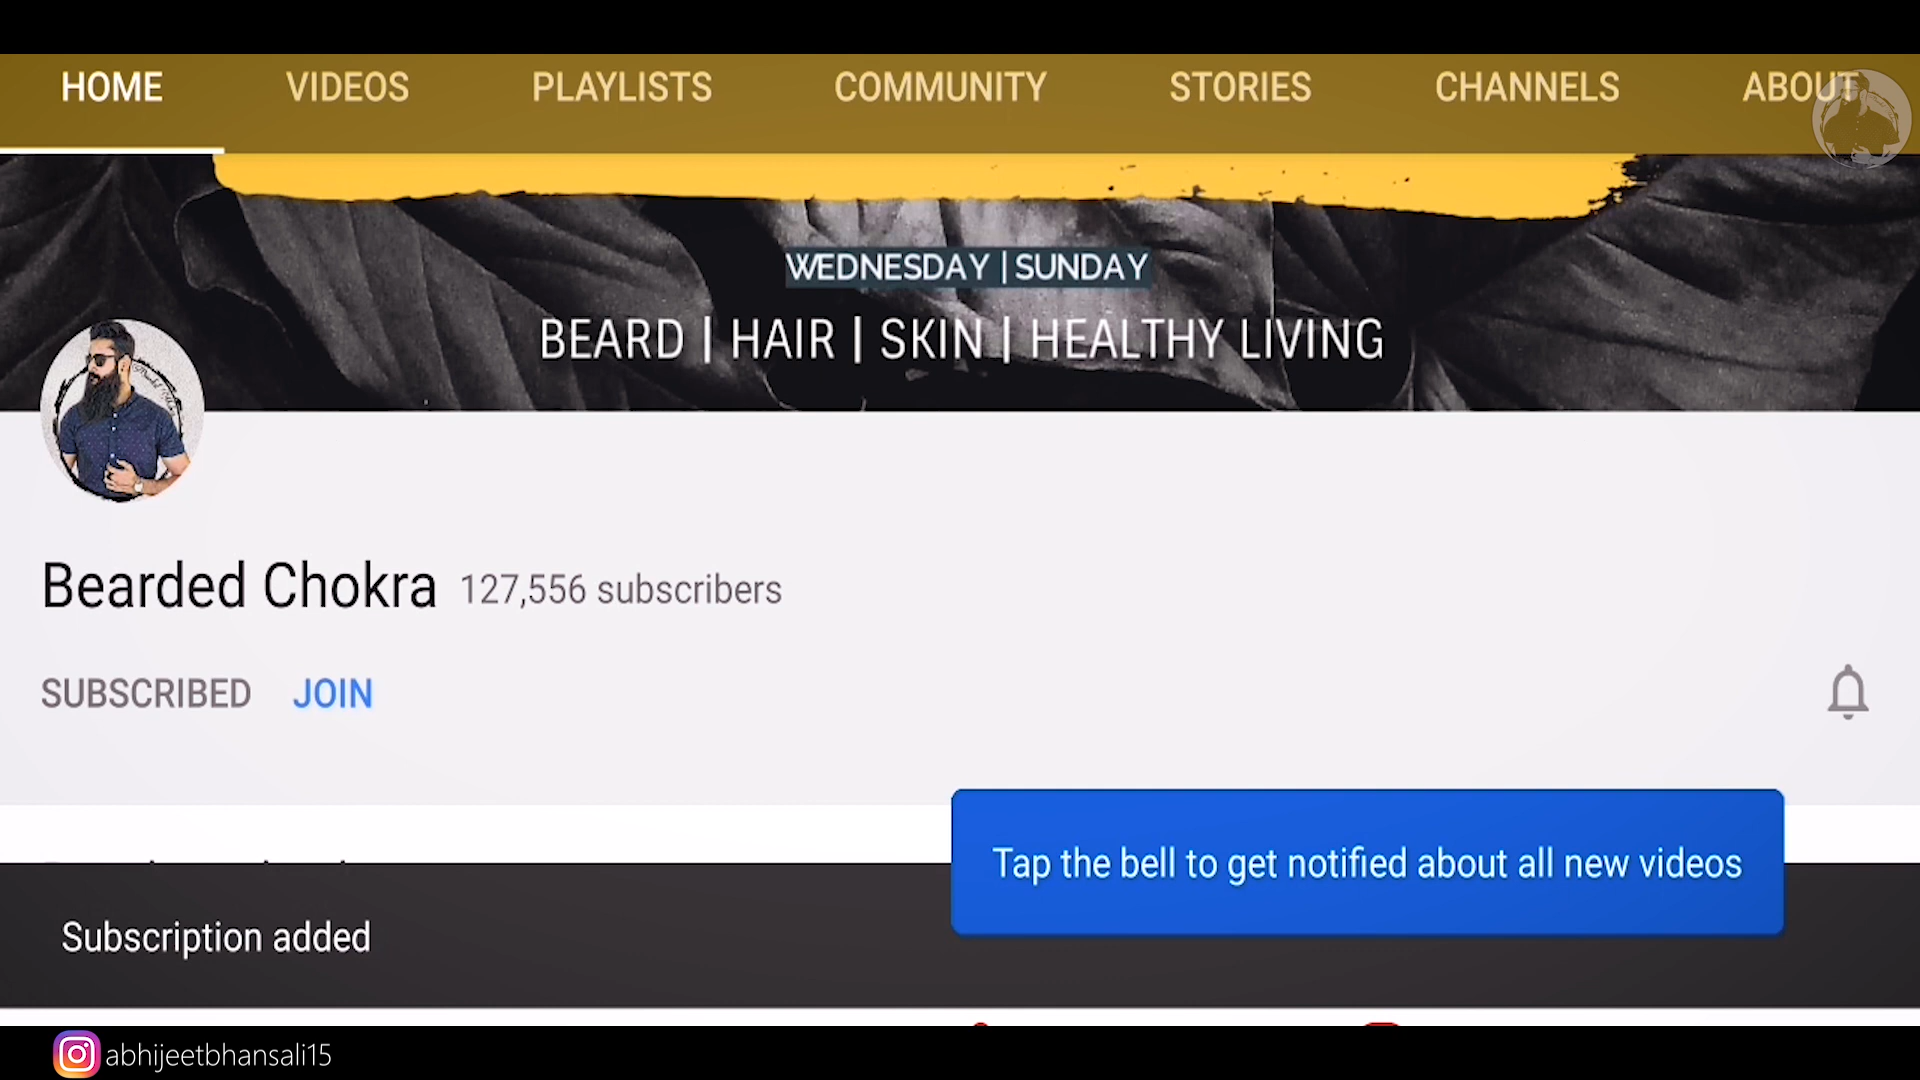 HOME VIDEOS PLAYLISTS COMMUNITY STORIES CHANNELS ABOUT
WEDNESDAY | SUNDAY
BEARD | HAIR | SKIN | HEALTHY LIVING
Bearded Chokra 127,556 subscribers
SUBSCRIBED JOIN
Tap the bell to get notified about all new videos
Subscription added
abhijeetbhansali15